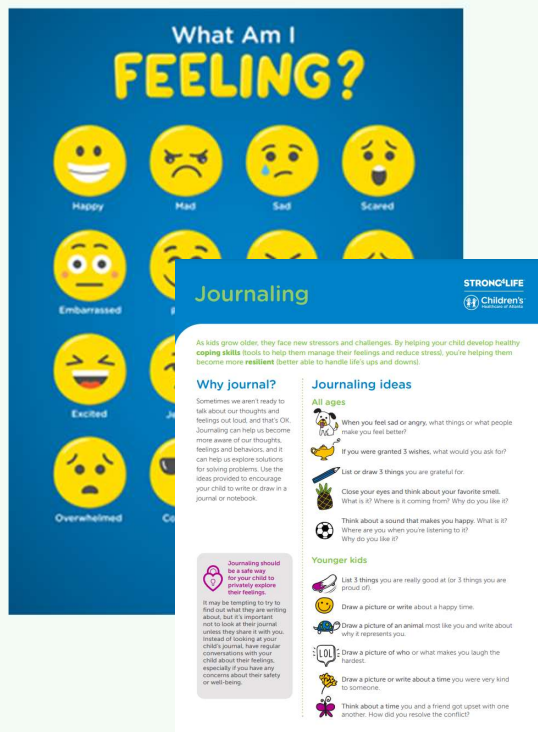 What Am I
FEELING?
Happy
Mad
Sad
Scared
Embarrassed
Excited
Overwhelmed
Journaling
STRONG4LIFE
Children's
Healthcare of Atlanta
As kids grow older, they face new stressors and challenges. By helping your child develop healthy
coping skills (tools to help them manage their feelings and reduce stress), you're helping them
become more resilient (better able to handle life's ups and downs).
Why journal?
Sometimes we aren't ready to
talk about our thoughts and
feelings out loud, and that's OK.
Journaling can help us become
more aware of our thoughts,
feelings and behaviors, and it
can help us explore solutions
for solving problems. Use the
ideas provided to encourage
your child to write or draw in a
journal or notebook.
Journaling should
be a safe way
for your child to
privately explore
their feelings.
It may be tempting to try to
find out what they are writing
about, but it's important
not to look at their journal
unless they share it with you.
Instead of looking at your
child's journal, have regular
conversations with your
child about their feelings,
especially if you have any
concerns about their safety
or well-being.
Journaling ideas
All ages
When you feel sad or angry, what things or what people
make you feel better?
If you were granted 3 wishes, what would you ask for?
List or draw 3 things you are grateful for.
Close your eyes and think about your favorite smell.
What is it? Where is it coming from? Why do you like it?
Think about a sound that makes you happy. What is it?
Where are you when you're listening to it?
Why do you like it?
Younger kids
List 3 things you are really good at (or 3 things you are
proud of).
Draw a picture or write about a happy time.
Draw a picture of an animal most like you and write about
why it represents you.
LOL
Draw a picture of who or what makes you laugh the
hardest.
Draw a picture or write about a time you were very kind
to someone.
Think about a time you and a friend got upset with one
another. How did you resolve the conflict?